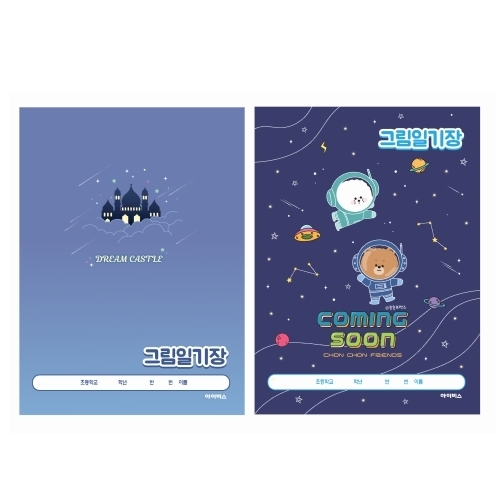 DREAM CASTLE
그림일기장
초등학교 학년 반 번 이름
아이비스
그림일기장
COMING
SOON
CHON CHON FRIENDS
초등학교 학년 반 번 이름
아이비스